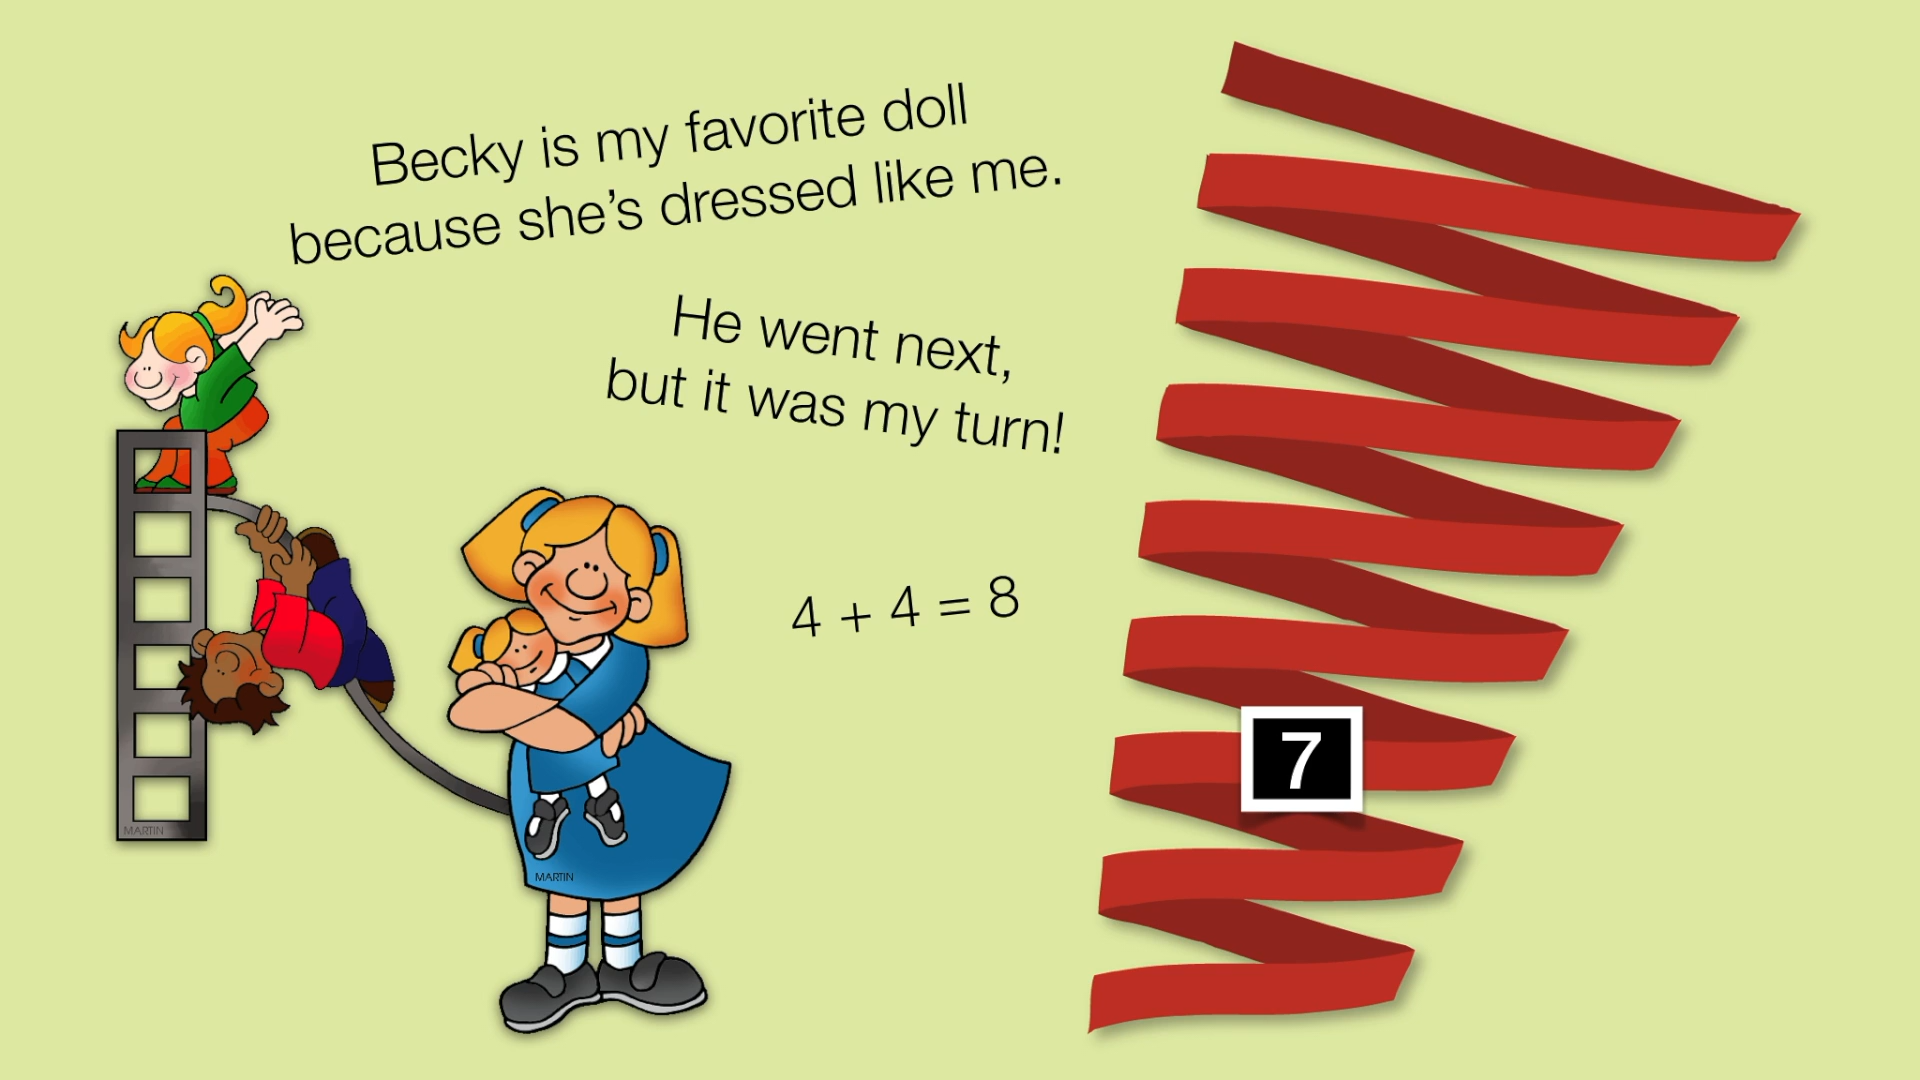 Becky is my favorite doll
because she's dressed like me.
He went next,
but it was my turn!
4 + 4 = 8
7
MARTIN
MARTIN